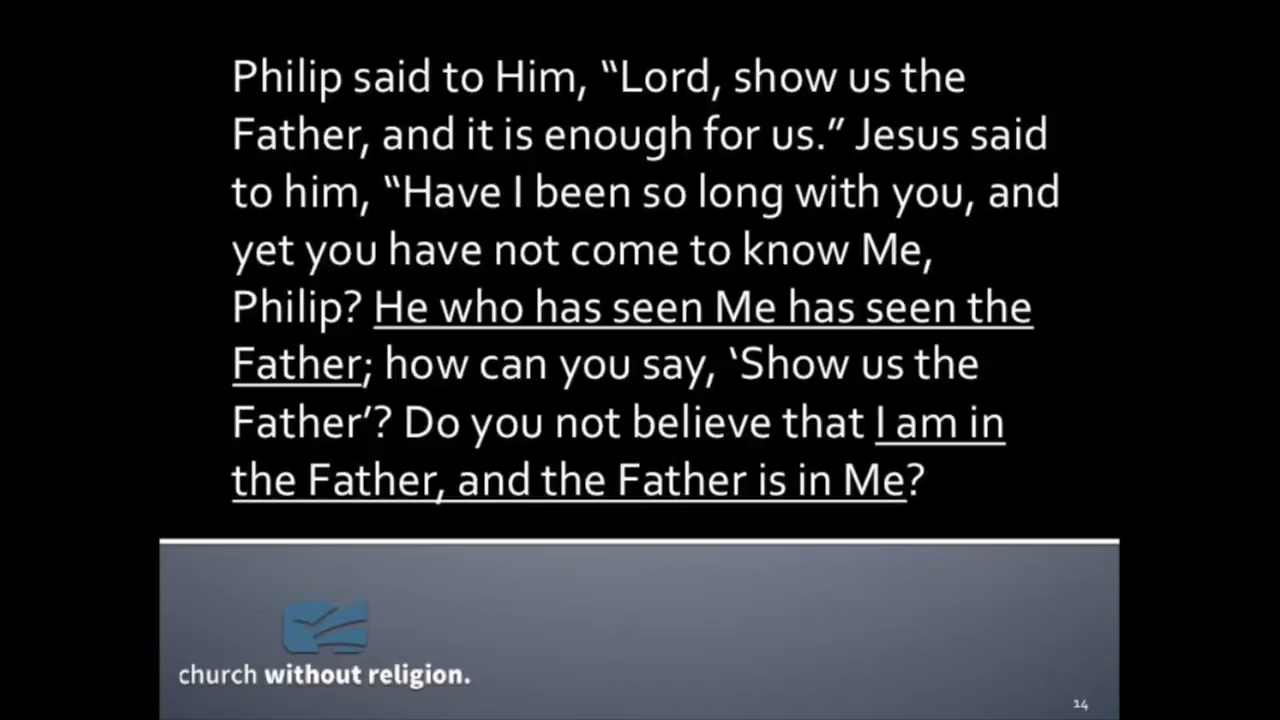 Philip said to Him, “Lord, show us the
Father, and it is enough for us.” Jesus said
to him, “Have I been so long with you, and
yet you have not come to know Me,
Philip? He who has seen Me has seen the
Father; how can you say, ‘Show us the
Father’? Do you not believe that I am in
the Father, and the Father is in Me?
church without religion.
14